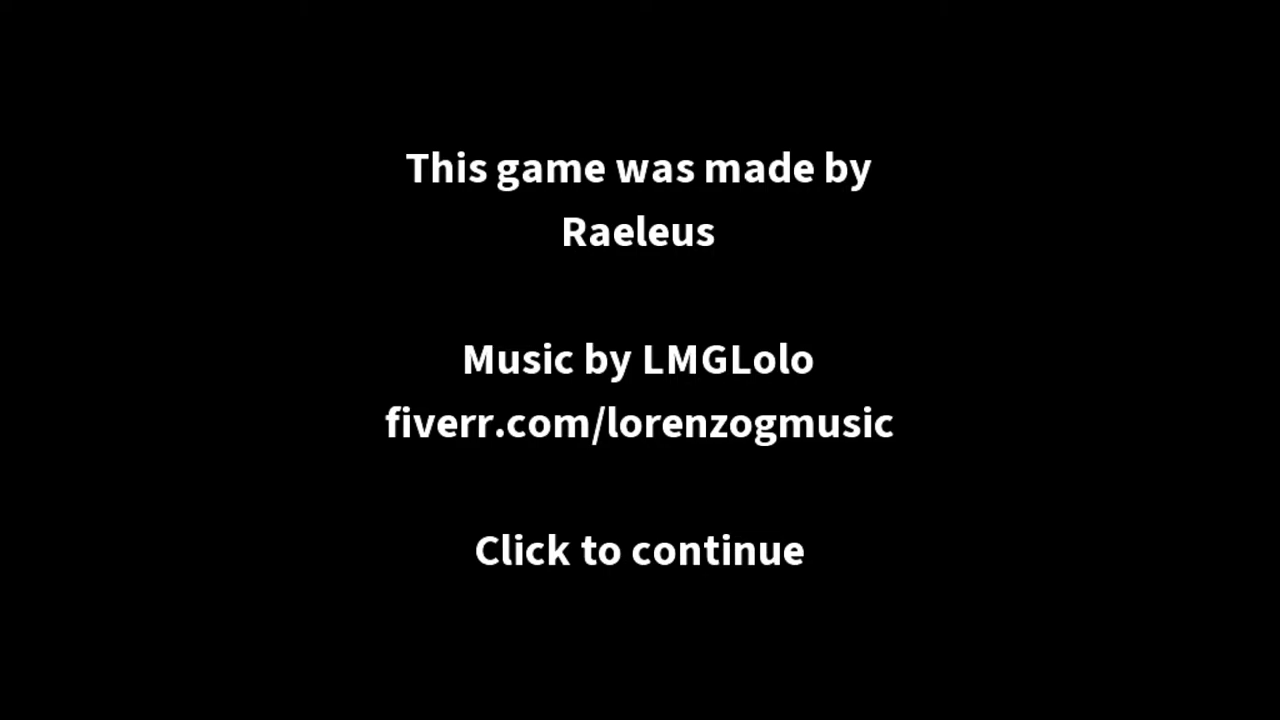 This game was made by
Raeleus
Music by LMGLolo
fiverr.com/lorenzogmusic
Click to continue